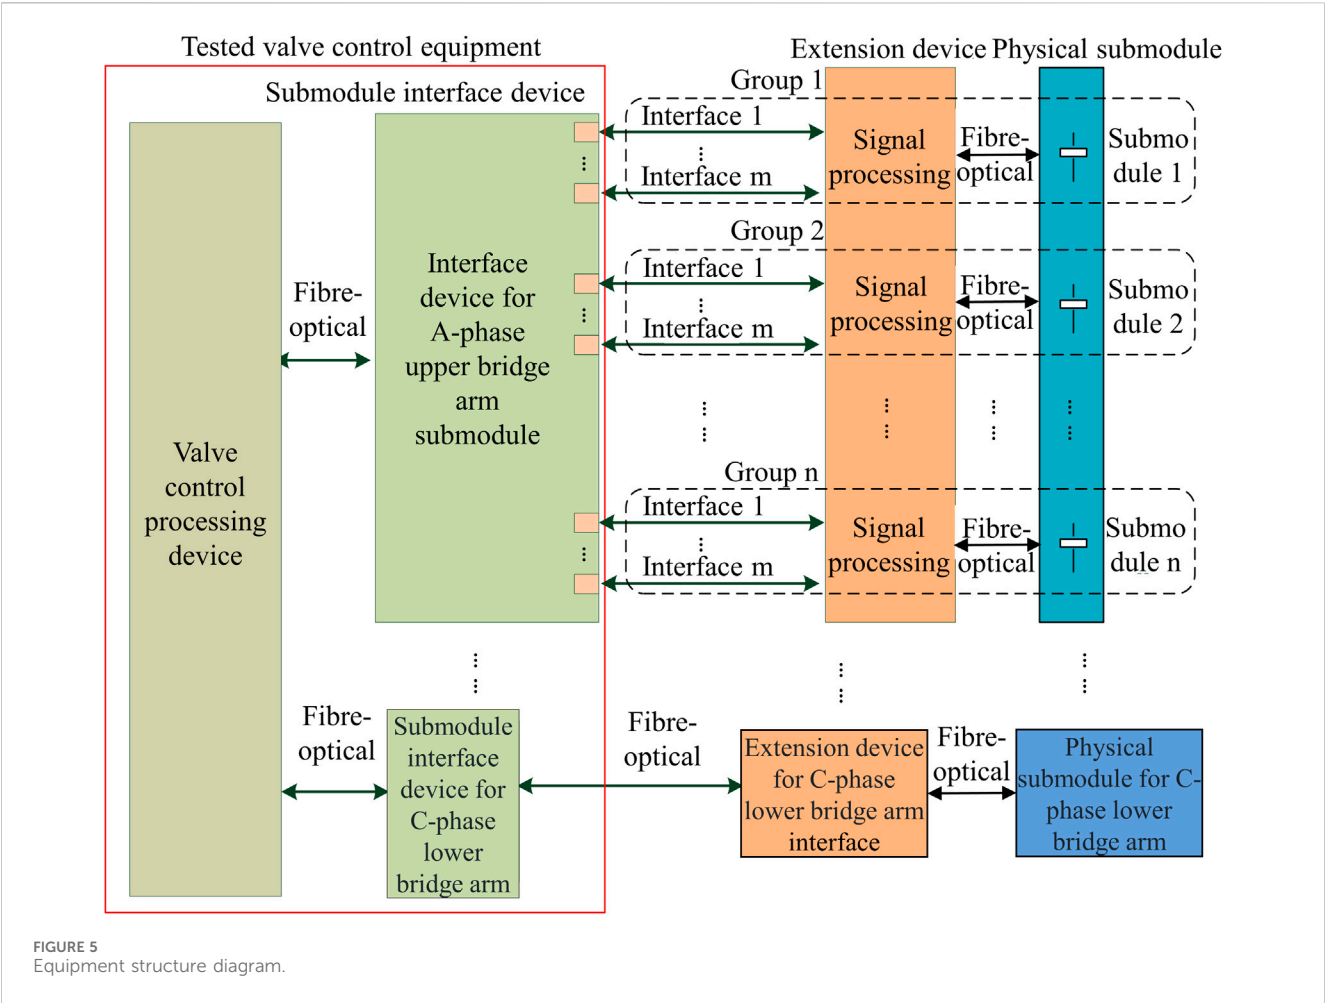 Tested valve control equipment
Extension device
Physical submodule
Submodule interface device
Group 1
Interface 1
Interface m
Signal
processing
Fibre-
optical
Submo
dule 1
Group 2
Interface 1
Interface m
Signal
processing
Fibre-
optical
Submo
dule 2
Interface
device for
A-phase
upper bridge
arm
submodule
Fibre-
optical
Valve
control
processing
device
Group n
Interface 1
Interface m
Signal
processing
Fibre-
optical
Submo
dule n
Fibre-
optical
Submodule
interface
device for
C-phase
lower
bridge arm
Fibre-
optical
Extension device
for C-phase
lower bridge arm
interface
Fibre-
optical
Physical
submodule for C-
phase lower
bridge arm
FIGURE 5
Equipment structure diagram.